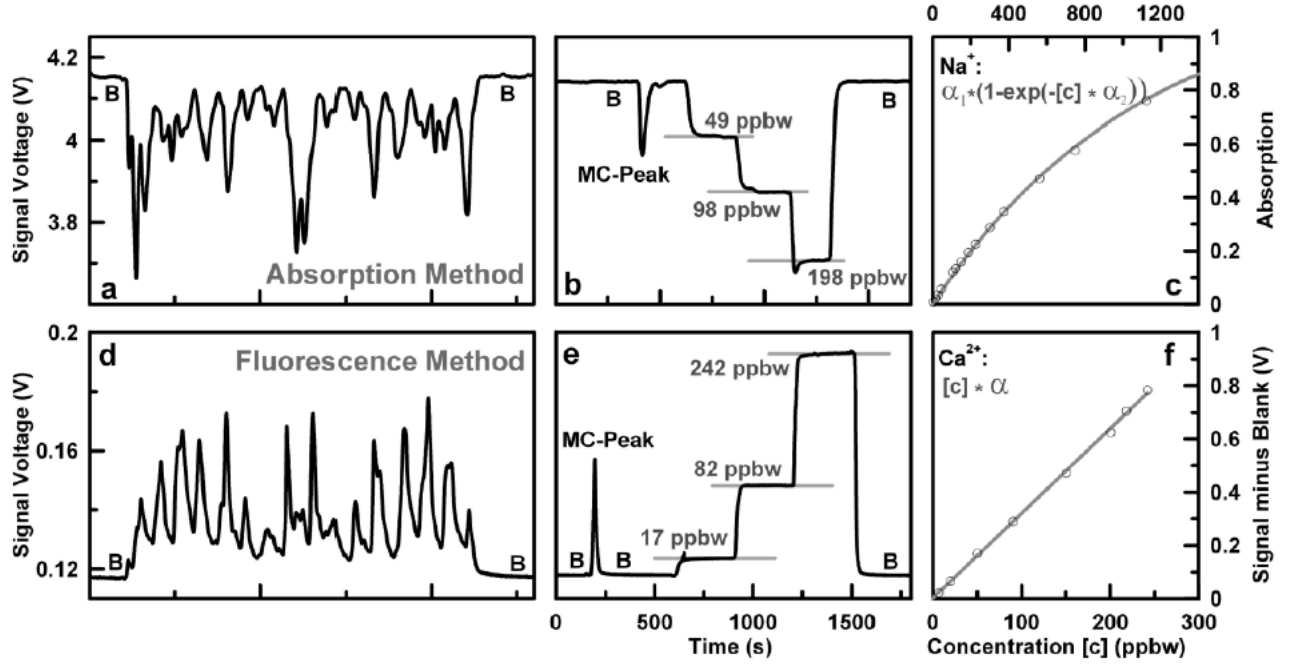 0 400 800 1200
4.2
4
3.8
Signal Voltage (V)
B
B
Absorption Method
a
B
B
49 ppbw
MC-Peak
98 ppbw
198 ppbw
b
Na⁺:
α₁*(1-exp(-[c] * α₂))
c
1
0.8
0.6
0.4
0.2
0
Absorption
0.2
0.16
0.12
Signal Voltage (V)
d
Fluorescence Method
B
B
e
242 ppbw
MC-Peak
82 ppbw
17 ppbw
B
B
B
0 500 1000 1500
Time (s)
Ca²⁺:
f
[c] * α
1
0.8
0.6
0.4
0.2
0
Signal minus Blank (V)
0 100 200 300
Concentration [c] (ppbw)